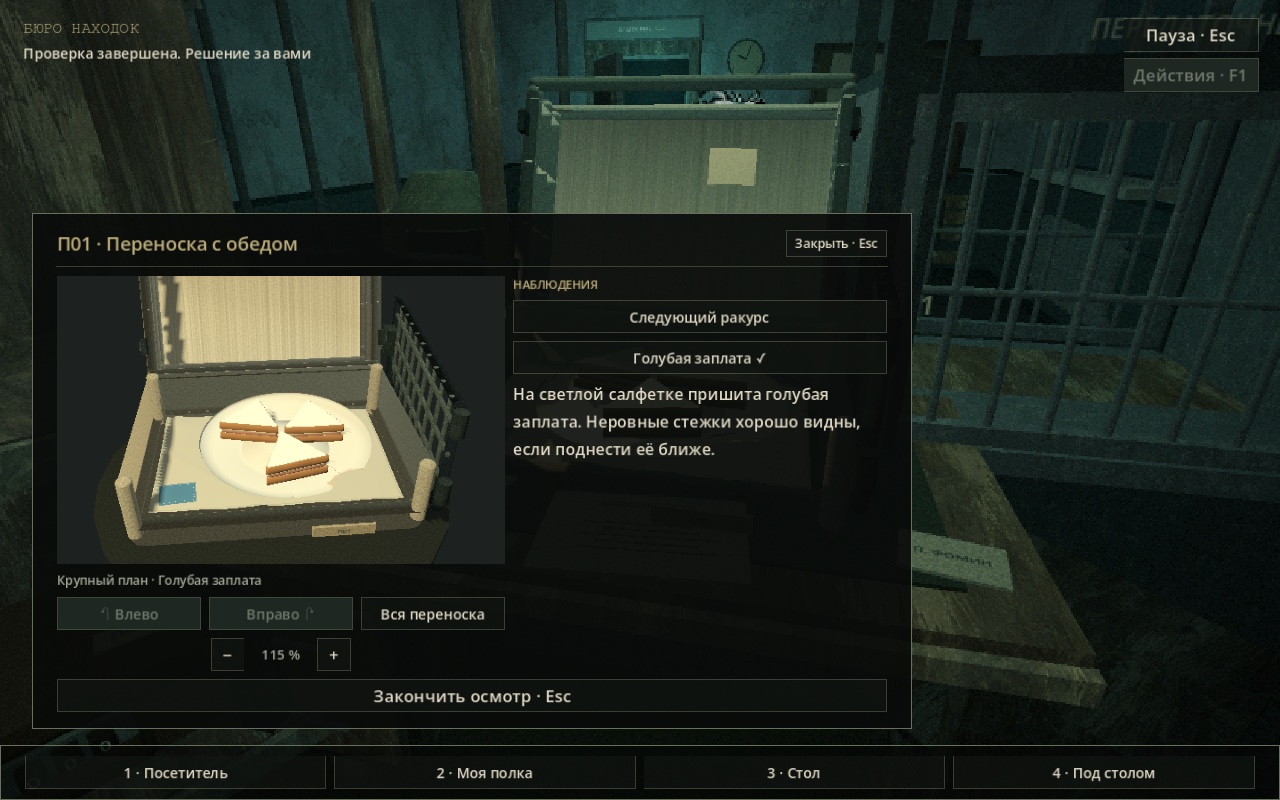 БЮРО НАХОДОК
Проверка завершена. Решение за вами
Пауза · Esc
Действия · F1
П01 · Переноска с обедом
Закрыть · Esc
НАБЛЮДЕНИЯ
Следующий ракурс
Голубая заплата ✓
На светлой салфетке пришита голубая
заплата. Неровные стежки хорошо видны,
если поднести её ближе.
Крупный план · Голубая заплата
Влево
Вправо
Вся переноска
− 115 % +
Закончить осмотр · Esc
П. ФОМИН
1 · Посетитель
2 · Моя полка
3 · Стол
4 · Под столом